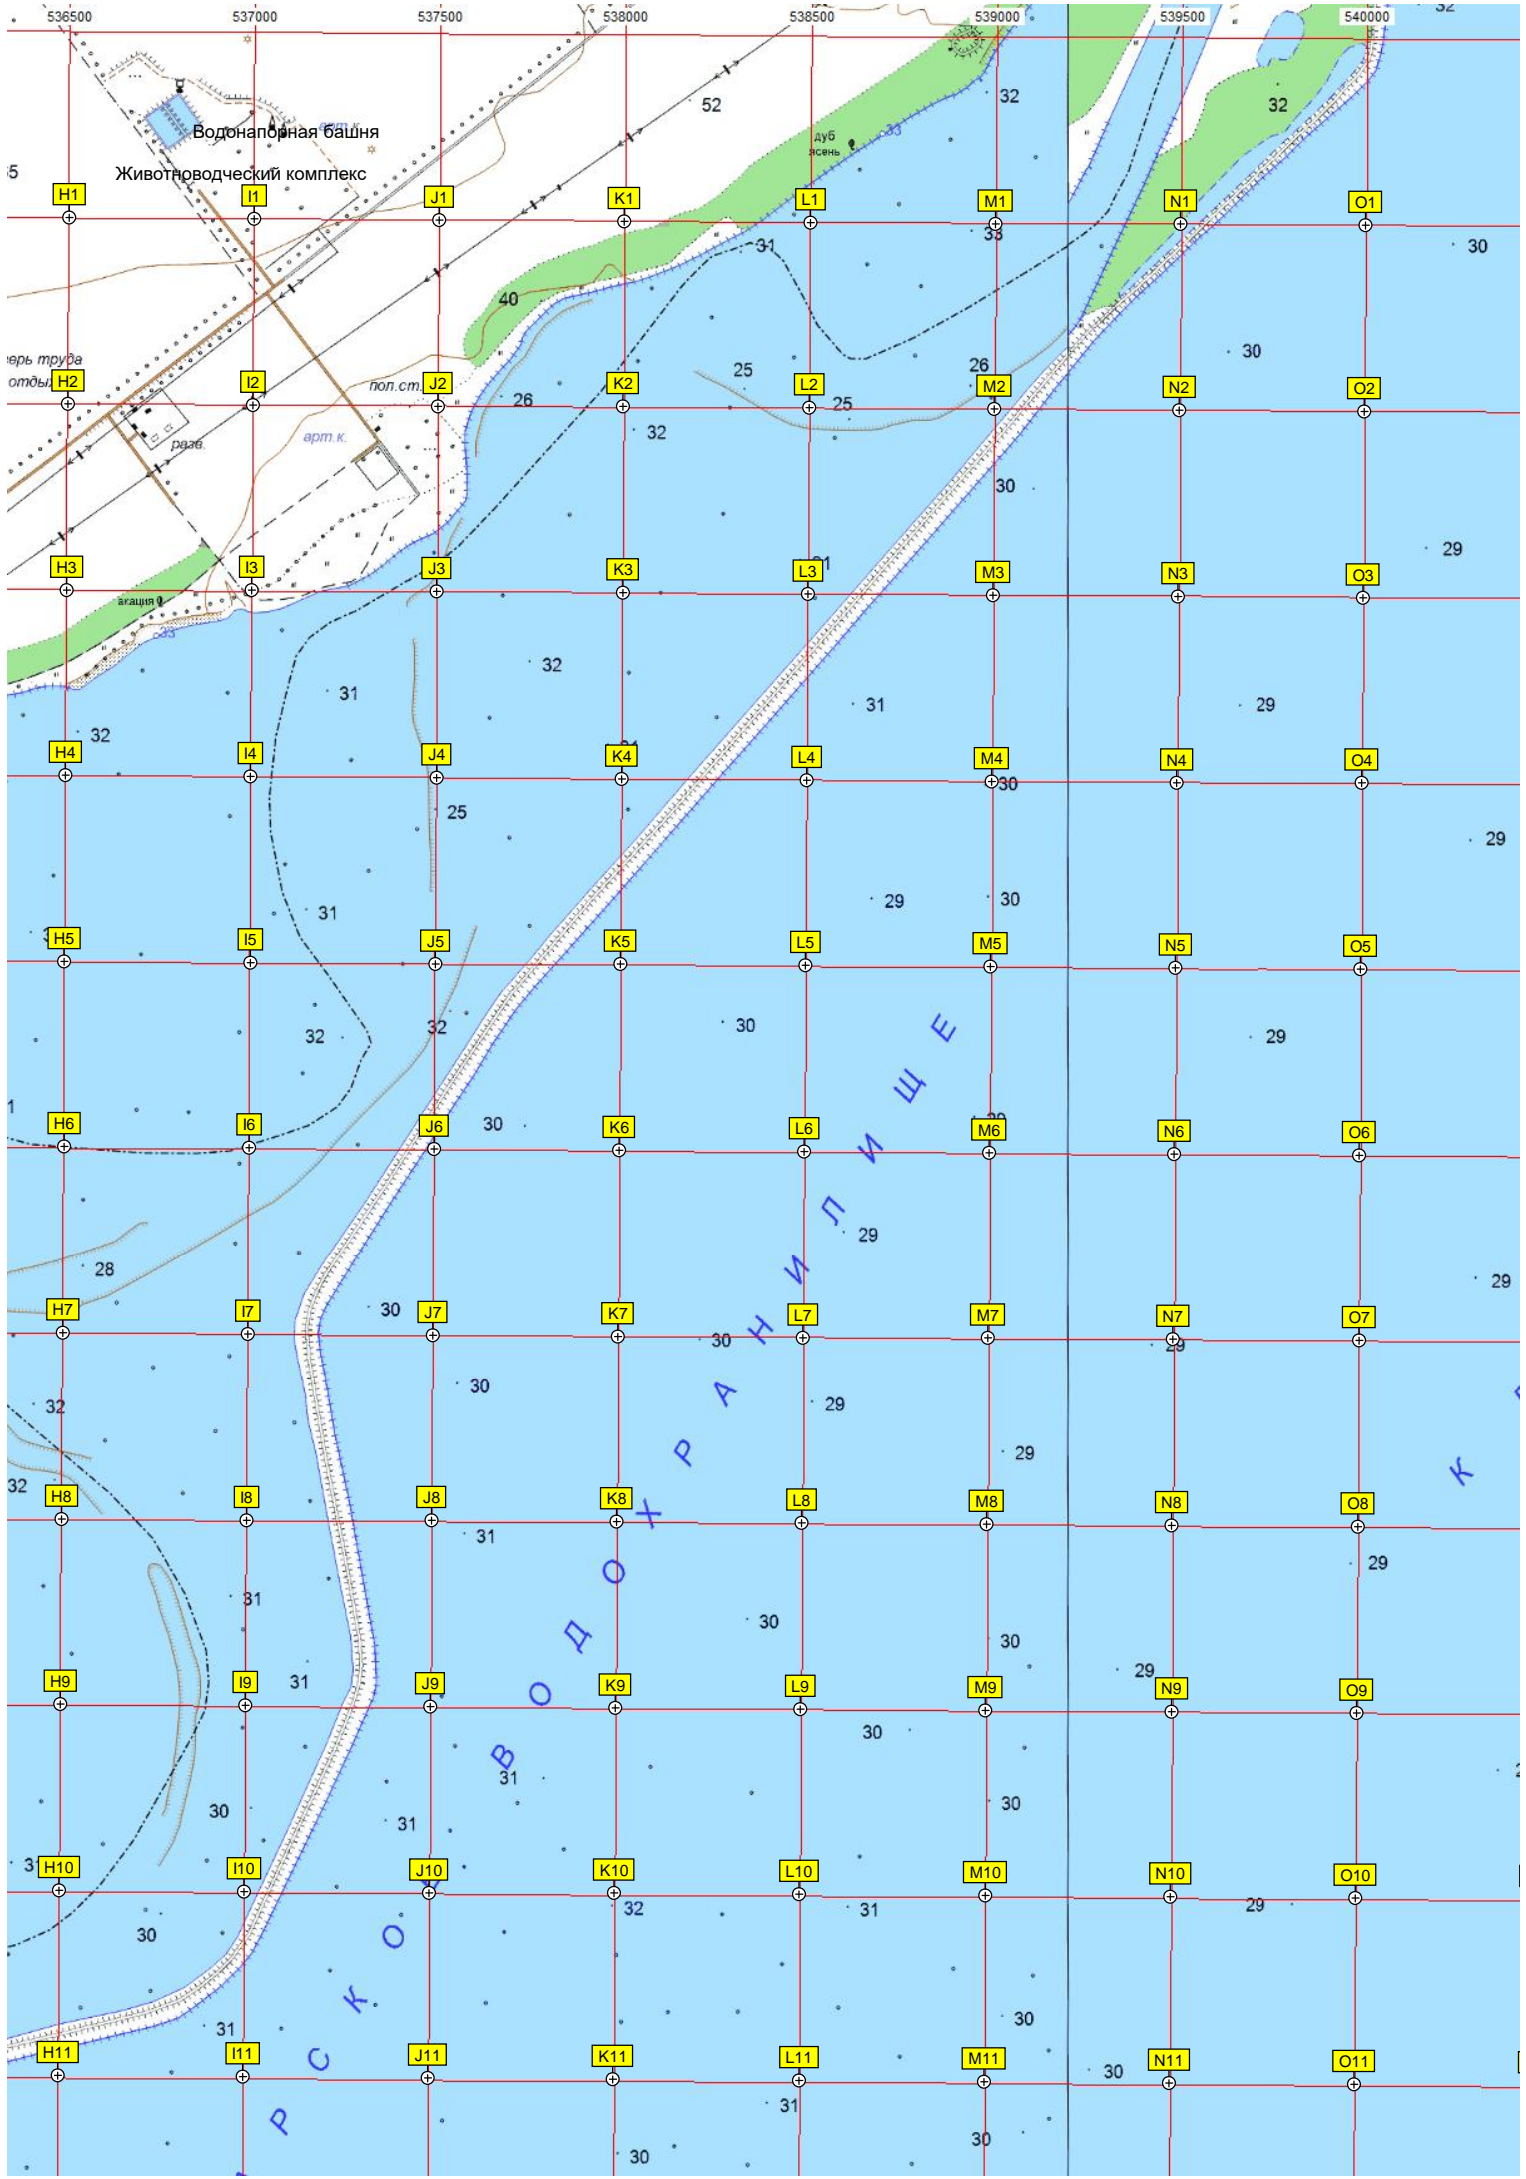 536500 537000 537500 538000 538500 539000 539500 540000
32
52
32
32
Водонапорная башня
дуб
ясень
33
Животноводческий комплекс
H1 I1 J1 K1 L1 M1 N1 O1
31 33 30
40
30
25 26
отдых
H2 I2 J2 K2 L2 M2 N2 O2
пол.ст.
26 25
32
разв.
арт.к.
30
29
H3 I3 J3 K3 L3 M3 N3 O3
акация
33
32
31 31 29
32
H4 I4 J4 K4 L4 M4 N4 O4
30
25
29
31 29 30
H5 I5 J5 K5 L5 M5 N5 O5
32 32 30 29
30
H6 I6 J6 K6 L6 M6 N6 O6
29
28
30 29
H7 I7 J7 K7 L7 M7 N7 O7
30 29
30
32 29
29
32
H8 I8 J8 K8 L8 M8 N8 O8
31 29
31 30
30
31 29
H9 I9 J9 K9 L9 M9 N9 O9
30
31
30 31 30
H10 I10 J10 K10 L10 M10 N10 O10
32 31 29
30
31 30
H11 I11 J11 K11 L11 M11 N11 O11
30
31
30 30
Р С К О Е
В О Д О Х Р А Н И Л И Щ Е
К